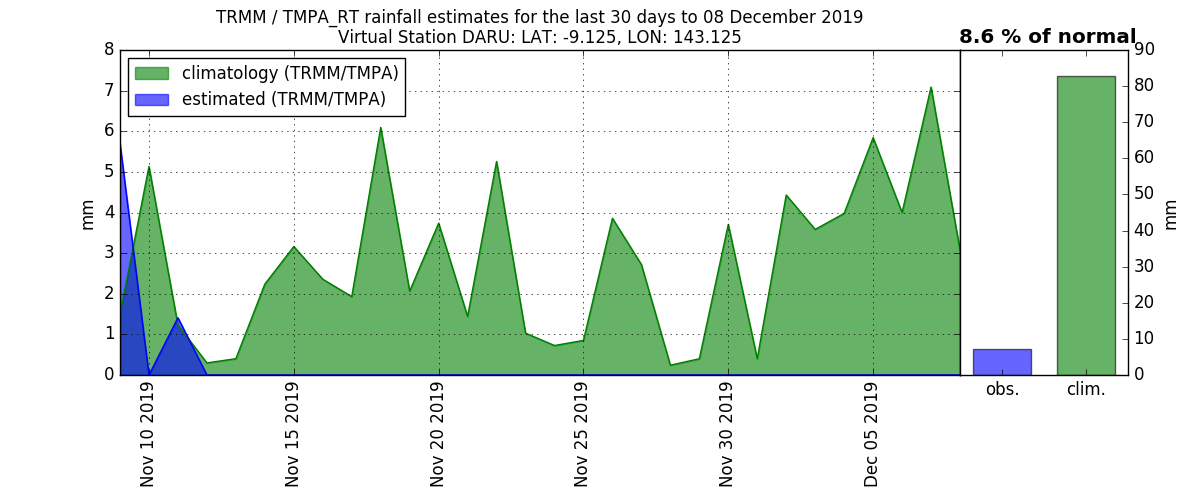 TRMM / TMPA_RT rainfall estimates for the last 30 days to 08 December 2019
Virtual Station DARU: LAT: -9.125, LON: 143.125
8.6 % of normal
climatology (TRMM/TMPA)
estimated (TRMM/TMPA)
8
7
6
5
4
3
2
1
0
mm
Nov 10 2019
Nov 15 2019
Nov 20 2019
Nov 25 2019
Nov 30 2019
Dec 05 2019
obs.
clim.
90
80
70
60
50
40
30
20
10
0
mm